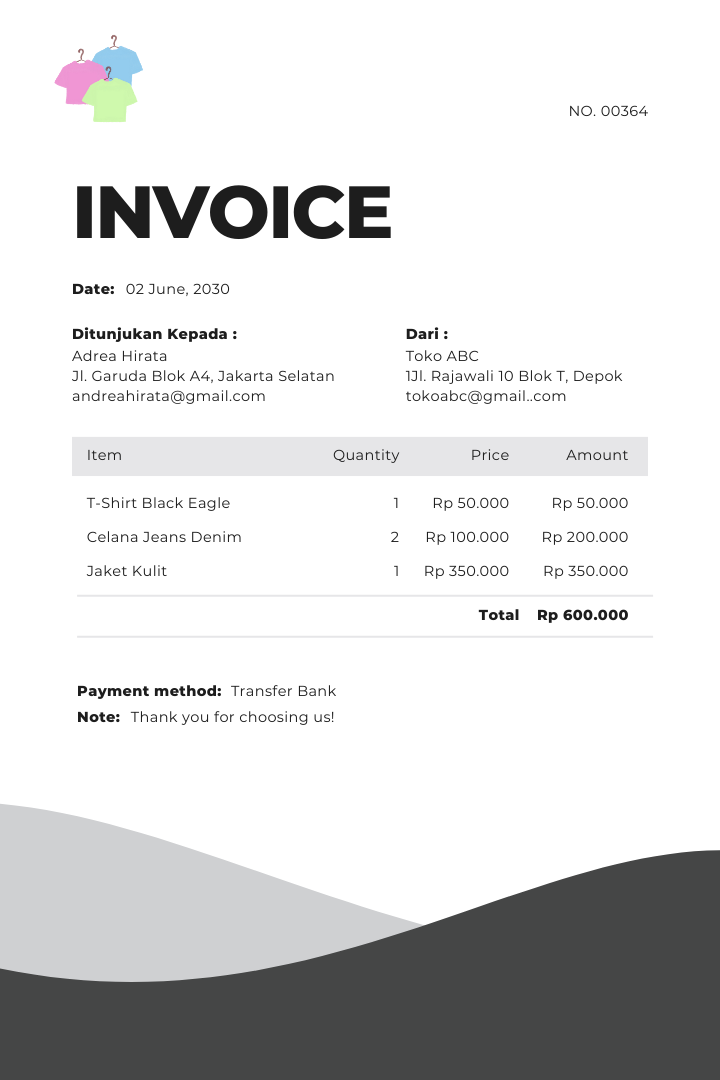 NO. 00364
INVOICE
Date: 02 June, 2030
Ditunjukan Kepada :
Adrea Hirata
Jl. Garuda Blok A4, Jakarta Selatan
andreahirata@gmail.com
Dari :
Toko ABC
1Jl. Rajawali 10 Blok T, Depok
tokoabc@gmail..com
Item Quantity Price Amount
T-Shirt Black Eagle 1 Rp 50.000 Rp 50.000
Celana Jeans Denim 2 Rp 100.000 Rp 200.000
Jaket Kulit 1 Rp 350.000 Rp 350.000
Total Rp 600.000
Payment method: Transfer Bank
Note: Thank you for choosing us!